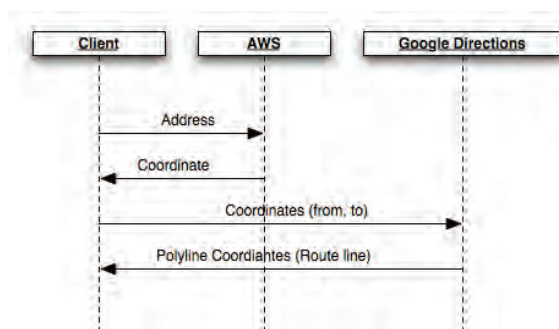 Client AWS Google Directions
Address
Coordinate
Coordinates (from, to)
Polyline Coordiantes (Route line)